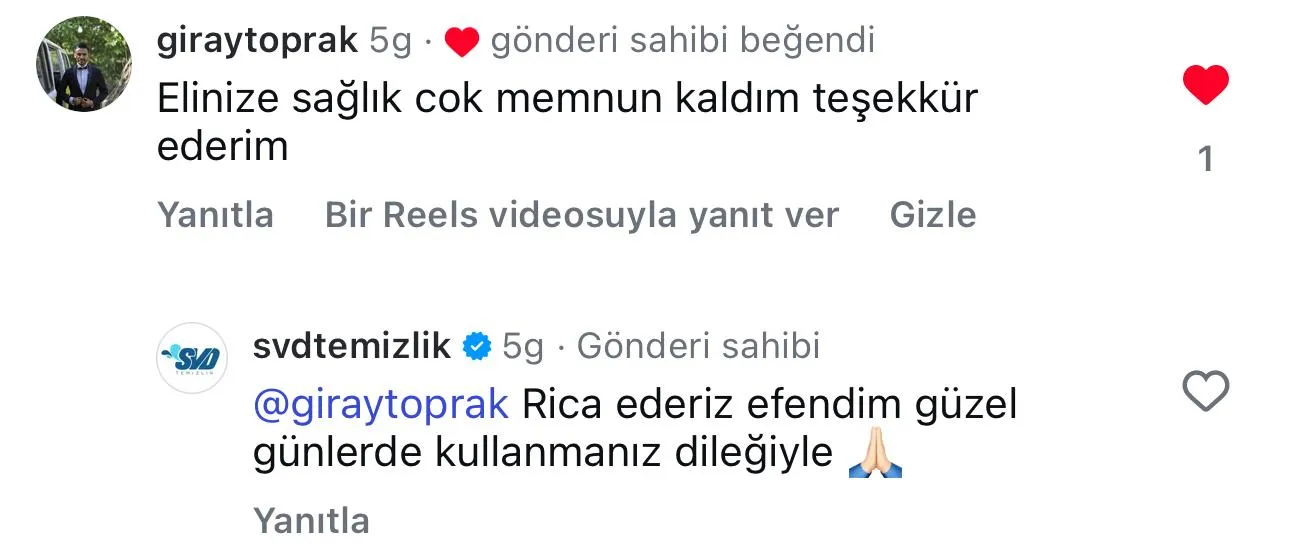 giraytoprak 5g · gönderi sahibi beğendi
Elinize sağlık cok memnun kaldım teşekkür
ederim
1
Yanıtla Bir Reels videosuyla yanıt ver Gizle
SVD
TEMİZLİK
svdtemizlik 5g · Gönderi sahibi
@giraytoprak Rica ederiz efendim güzel
günlerde kullanmanız dileğiyle 🙏🏻
Yanıtla